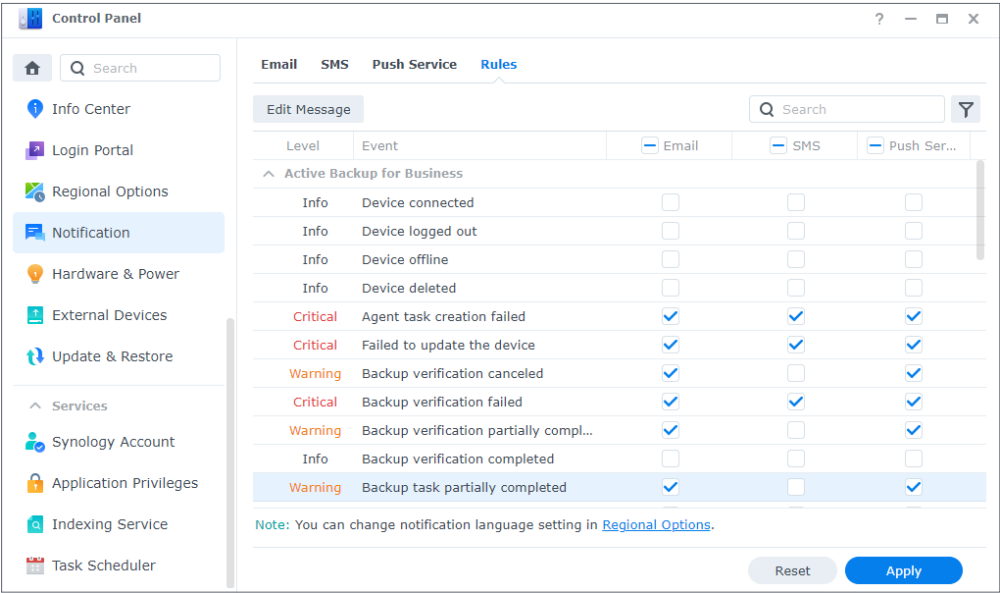 Control Panel
?
Search
Info Center
Login Portal
Regional Options
Notification
Hardware & Power
External Devices
Update & Restore
Services
Synology Account
Application Privileges
Indexing Service
Task Scheduler
Email SMS Push Service Rules
Edit Message
Search
Level Event Email SMS Push Ser...
Active Backup for Business
Info Device connected
Info Device logged out
Info Device offline
Info Device deleted
Critical Agent task creation failed
Critical Failed to update the device
Warning Backup verification canceled
Critical Backup verification failed
Warning Backup verification partially compl...
Info Backup verification completed
Warning Backup task partially completed
Note: You can change notification language setting in Regional Options.
Reset Apply